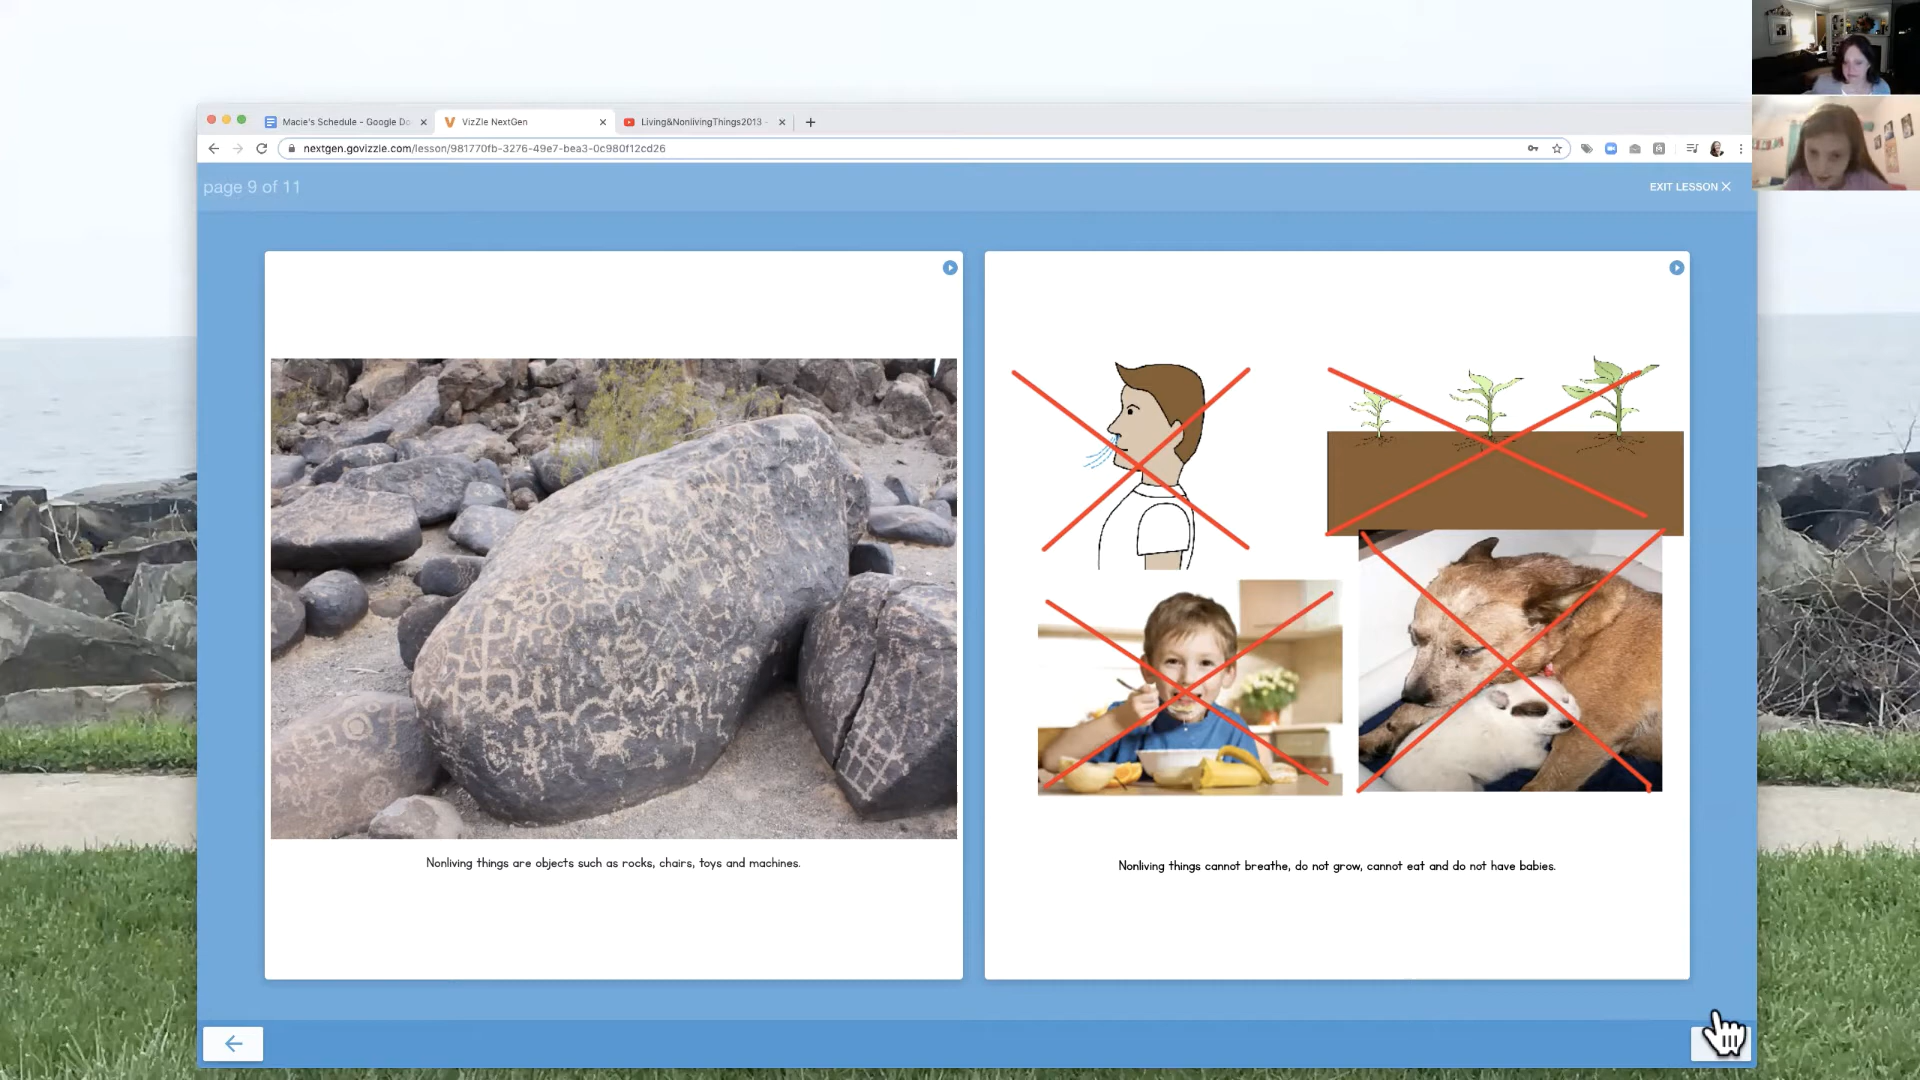 Macie's Schedule - Google Do
VizZle NextGen
Living&NonlivingThings2013 -
nextgen.govizzle.com/lesson/981770fb-3276-49e7-bea3-0c980f12cd26
page 9 of 11
EXIT LESSON
Nonliving things are objects such as rocks, chairs, toys and machines.
Nonliving things cannot breathe, do not grow, cannot eat and do not have babies.